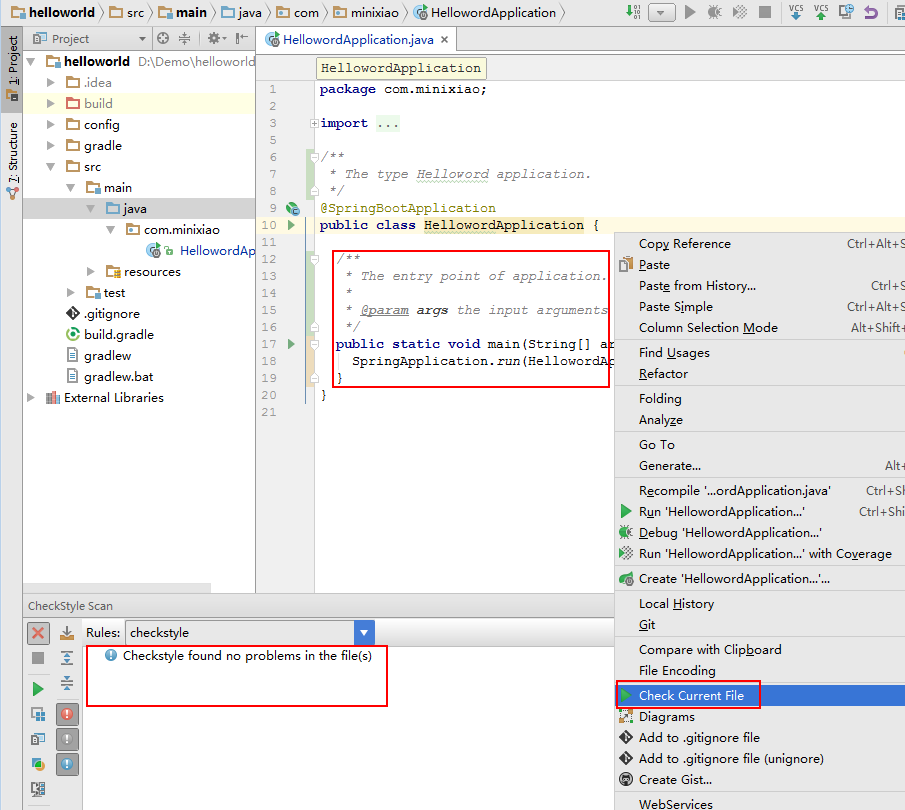 helloworld src main java com minixiao HellowordApplication
VCS VCS
1: Project
7: Structure
Project
helloworld D:\Demo\helloworld
.idea
build
config
gradle
src
main
java
com.minixiao
HellowordAp
resources
test
.gitignore
build.gradle
gradlew
gradlew.bat
External Libraries
HellowordApplication.java
HellowordApplication
1 package com.minixiao;
2
3 import ...
5
6 /**
7 * The type Helloword application.
8 */
9 @SpringBootApplication
10 public class HellowordApplication {
11
12 /**
13 * The entry point of application.
14 *
15 * @param args the input arguments
16 */
17 public static void main(String[] ar
18 SpringApplication.run(HellowordAp
19 }
20 }
21
Copy Reference Ctrl+Alt+S
Paste
Paste from History... Ctrl+S
Paste Simple Ctrl+Alt+S
Column Selection Mode Alt+Shift+
Find Usages
Refactor
Folding
Analyze
Go To
Generate... Alt+
Recompile '...ordApplication.java' Ctrl+Sh
Run 'HellowordApplication...' Ctrl+Shi
Debug 'HellowordApplication...'
Run 'HellowordApplication...' with Coverage
Create 'HellowordApplication...'...
Local History
Git
Compare with Clipboard
File Encoding
Check Current File
Diagrams
Add to .gitignore file
Add to .gitignore file (unignore)
Create Gist...
WebServices
CheckStyle Scan
Rules: checkstyle
Checkstyle found no problems in the file(s)